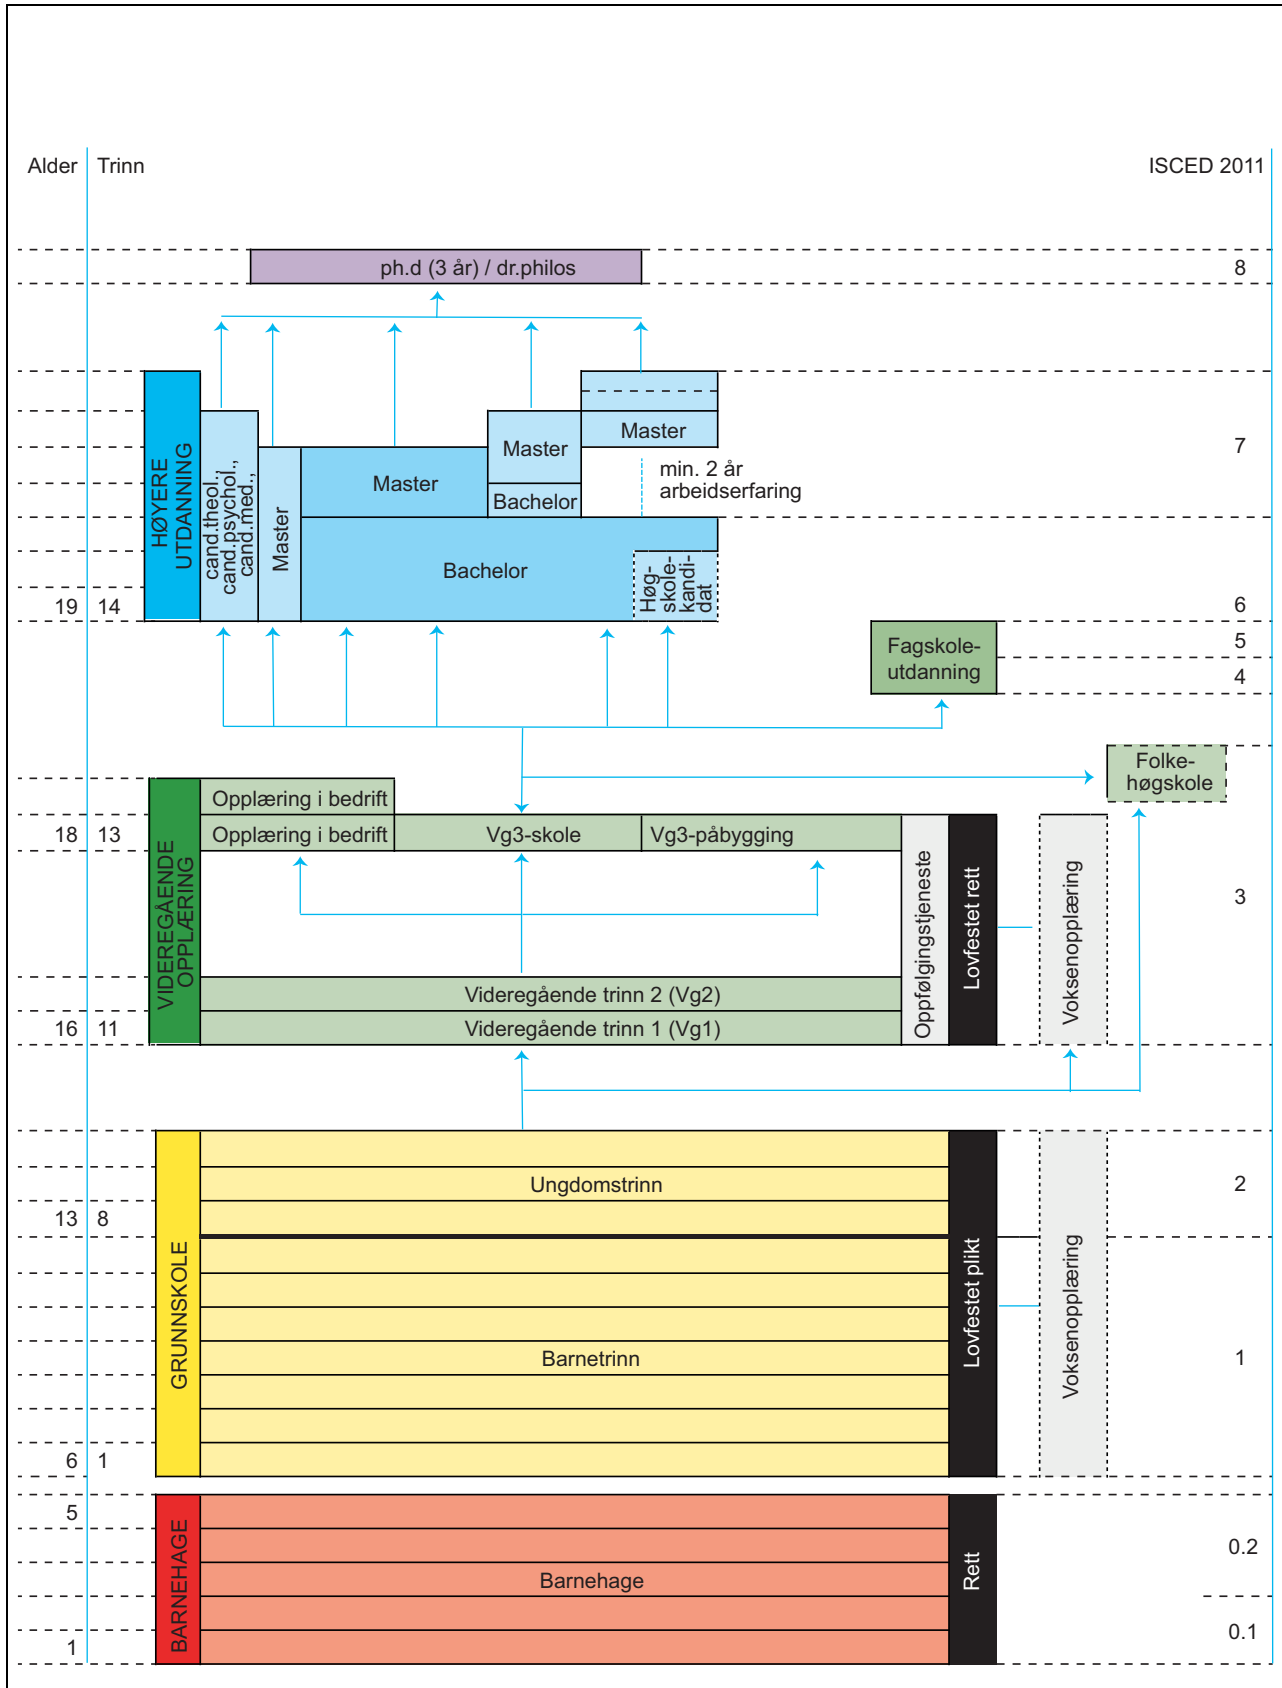 Alder Trinn ISCED 2011
ph.d (3 år) / dr.philos 8
HØYERE
UTDANNING
cand.theol.,
cand.psychol.,
cand.med.,
Master
Master
Master
Bachelor
Master
min. 2 år
arbeidserfaring
7
Bachelor
Høg-
skole-
kandi-
dat
19 14 6
Fagskole-
utdanning
5
4
Folke-
høgskole
VIDEREGÅENDE
OPPLÆRING
Opplæring i bedrift
18 13 Opplæring i bedrift Vg3-skole Vg3-påbygging
Oppfølgingstjeneste
Lovfestet rett
Voksenopplæring
3
Videregående trinn 2 (Vg2)
16 11 Videregående trinn 1 (Vg1)
GRUNNSKOLE
Ungdomstrinn 2
13 8
Lovfestet plikt
Voksenopplæring
Barnetrinn 1
6 1
BARNEHAGE
5
0.2
Barnehage
Rett
0.1
1